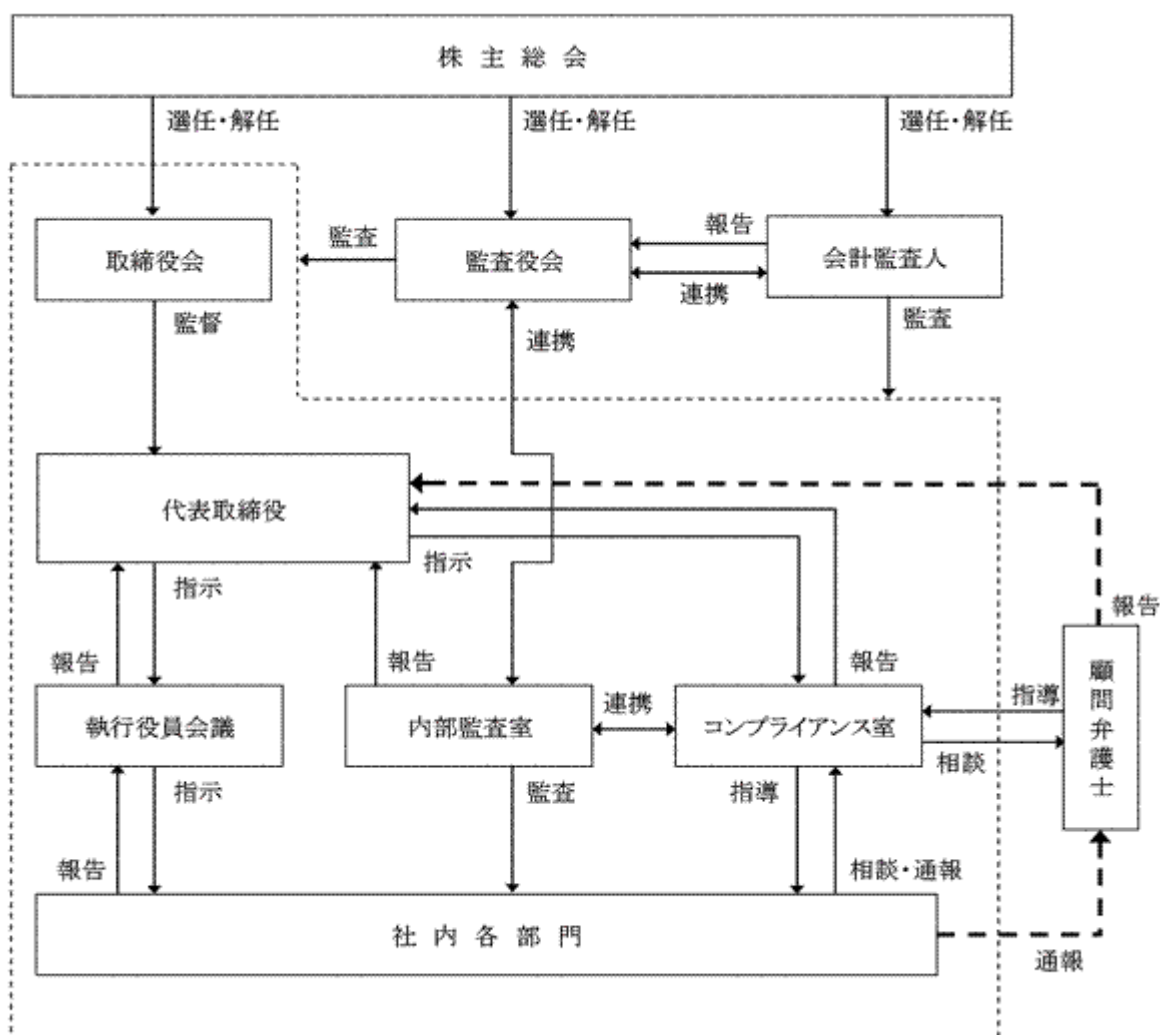 株主総会
選任・解任
選任・解任
選任・解任
取締役会
監査
監査役会
報告
連携
会計監査人
監督
連携
監査
代表取締役
指示
指示
報告
報告
報告
報告
執行役員会議
内部監査室
連携
コンプライアンス室
指導
相談
顧問弁護士
指示
監査
指導
報告
相談・通報
社内各部門
通報